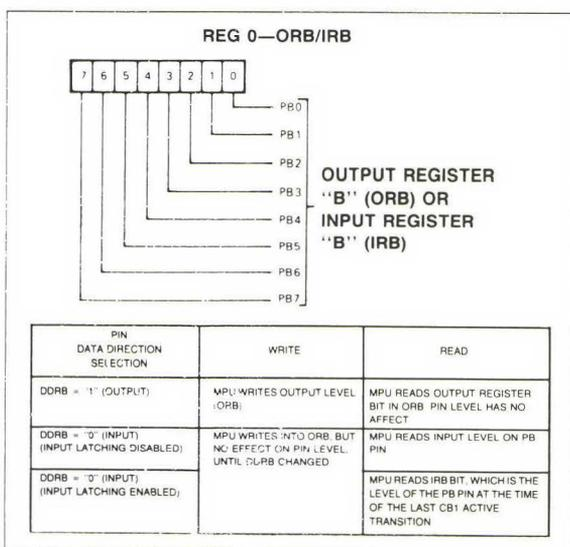 REG 0—ORB/IRB
7 6 5 4 3 2 1 0
PB0
PB1
PB2
PB3
PB4
PB5
PB6
PB7
OUTPUT REGISTER
"B" (ORB) OR
INPUT REGISTER
"B" (IRB)
PIN
DATA DIRECTION
SELECTION
WRITE
READ
DDRB = "1" (OUTPUT)
MPU WRITES OUTPUT LEVEL
(ORB)
MPU READS OUTPUT REGISTER
BIT IN ORB PIN LEVEL HAS NO
AFFECT
DDRB = "0" (INPUT)
(INPUT LATCHING DISABLED)
MPU WRITES INTO ORB, BUT
NO EFFECT ON PIN LEVEL,
UNTIL DDRB CHANGED
MPU READS INPUT LEVEL ON PB
PIN
DDRB = "0" (INPUT)
(INPUT LATCHING ENABLED)
MPU READS IRB BIT, WHICH IS THE
LEVEL OF THE PB PIN AT THE TIME
OF THE LAST CB1 ACTIVE
TRANSITION